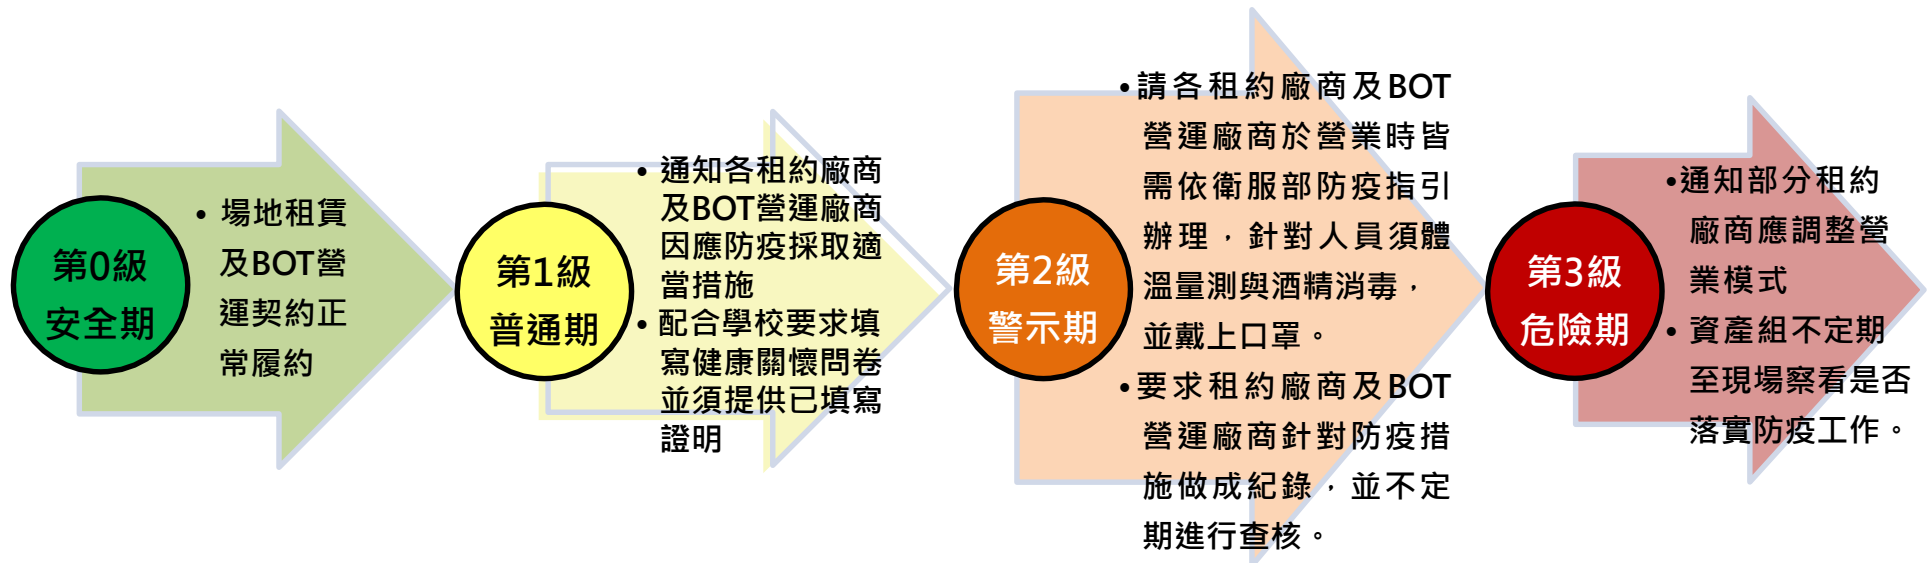 第0級
安全期
• 場地租賃
及BOT營
運契約正
常履約
第1級
普通期
• 通知各租約廠商
及BOT營運廠商
因應防疫採取適
當措施
• 配合學校要求填
寫健康關懷問卷
並須提供已填寫
證明
第2級
警示期
•請各租約廠商及BOT
營運廠商於營業時皆
需依衛服部防疫指引
辦理，針對人員須體
溫量測與酒精消毒，
並戴上口罩。
•要求租約廠商及BOT
營運廠商針對防疫措
施做成紀錄，並不定
期進行查核。
第3級
危險期
•通知部分租約
廠商應調整營
業模式
• 資產組不定期
至現場察看是否
落實防疫工作。